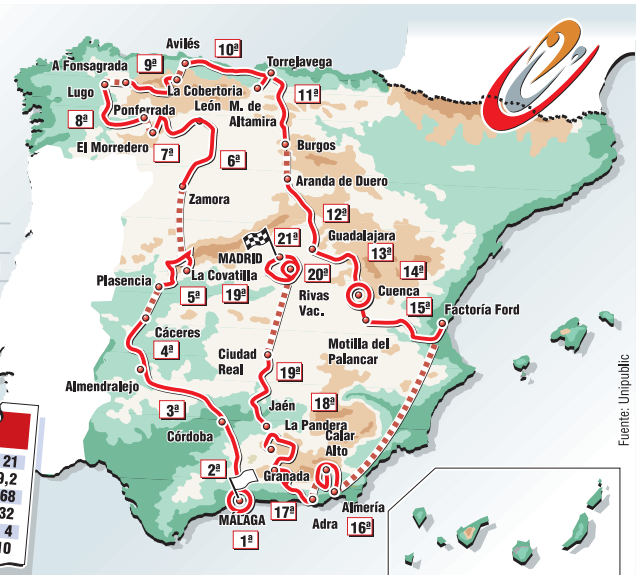 Avilés
10ª
Torrelavega
A Fonsagrada
9ª
Lugo
La Cobertoria
León
M. de
Altamira
11ª
8ª
Ponferrada
El Morredero
7ª
6ª
Burgos
Zamora
Aranda de Duero
12ª
Guadalajara
21ª
MADRID
13ª
14ª
20ª
La Covatilla
Plasencia
5ª
19ª
Rivas
Vac.
Cuenca
15ª
Factoría Ford
Cáceres
4ª
Ciudad
Real
Motilla del
Palancar
19ª
Almendralejo
3ª
Jaén
18ª
La Pandera
Córdoba
Calar
Alto
2ª
Granada
MÁLAGA
1ª
17ª
Adra
Almería
16ª
21
9,2
68
32
4
10
Fuente: Unipublic